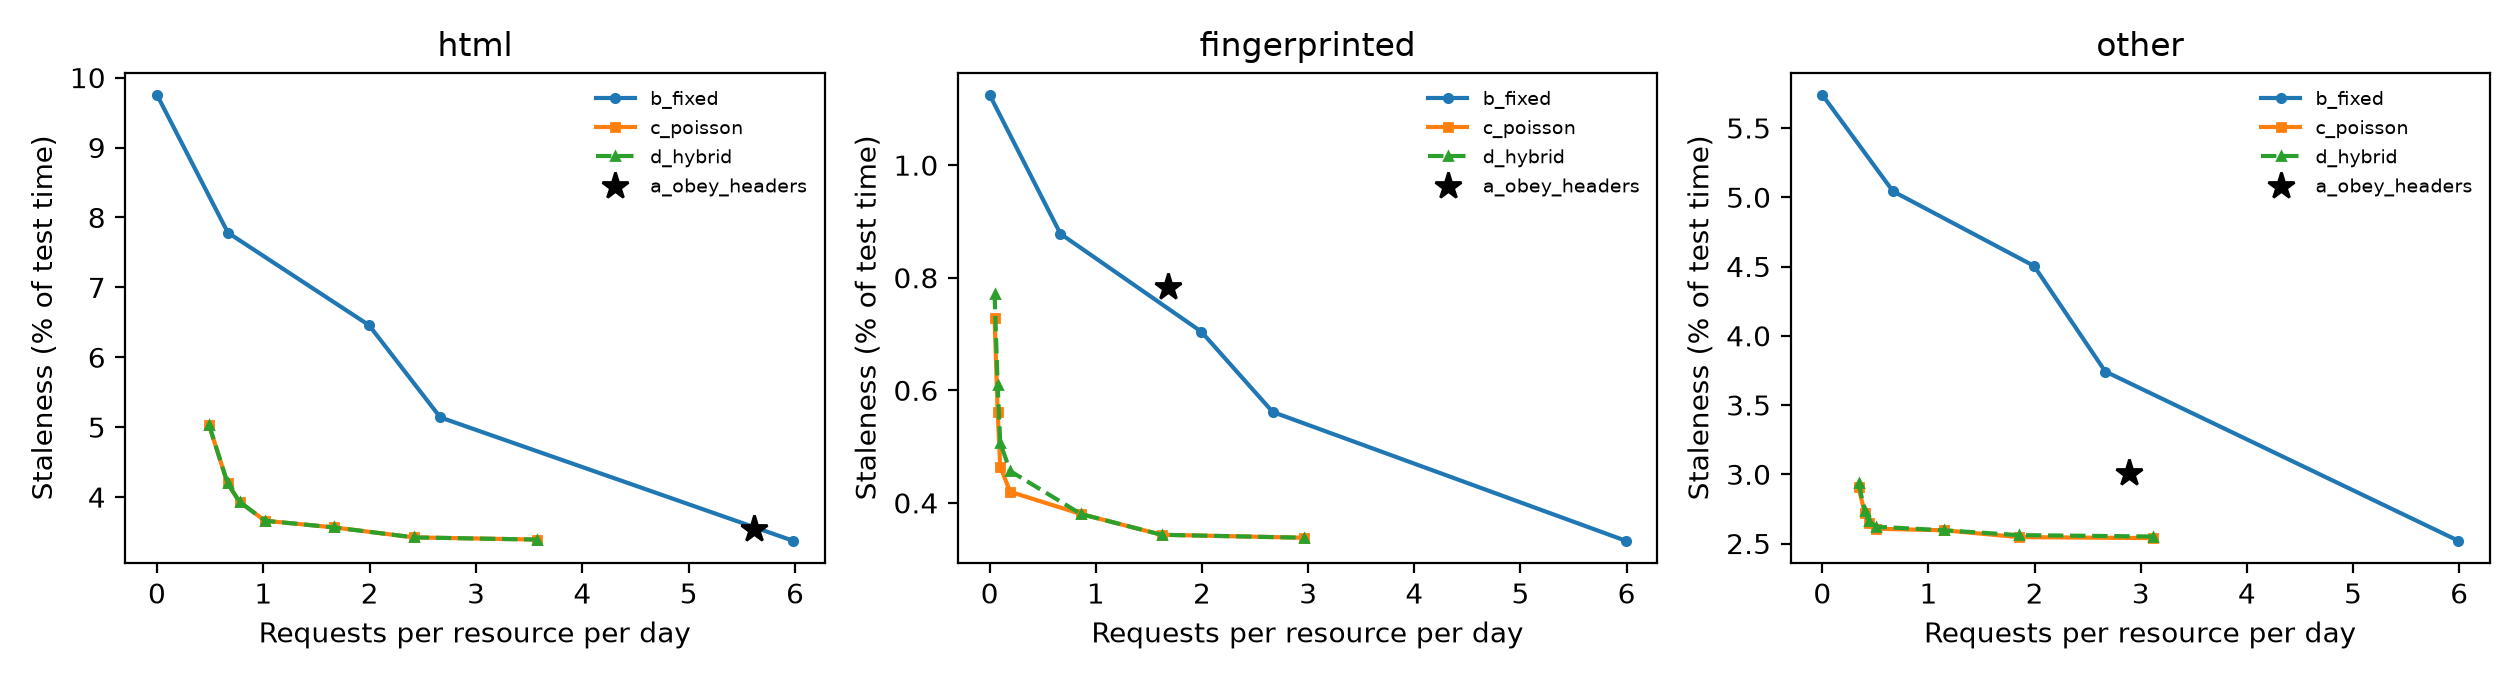 html
10
9
8
7
6
5
4
Staleness (% of test time)
0 1 2 3 4 5 6
Requests per resource per day
b_fixed
c_poisson
d_hybrid
a_obey_headers
fingerprinted
1.0
0.8
0.6
0.4
Staleness (% of test time)
0 1 2 3 4 5 6
Requests per resource per day
b_fixed
c_poisson
d_hybrid
a_obey_headers
other
5.5
5.0
4.5
4.0
3.5
3.0
2.5
Staleness (% of test time)
0 1 2 3 4 5 6
Requests per resource per day
b_fixed
c_poisson
d_hybrid
a_obey_headers